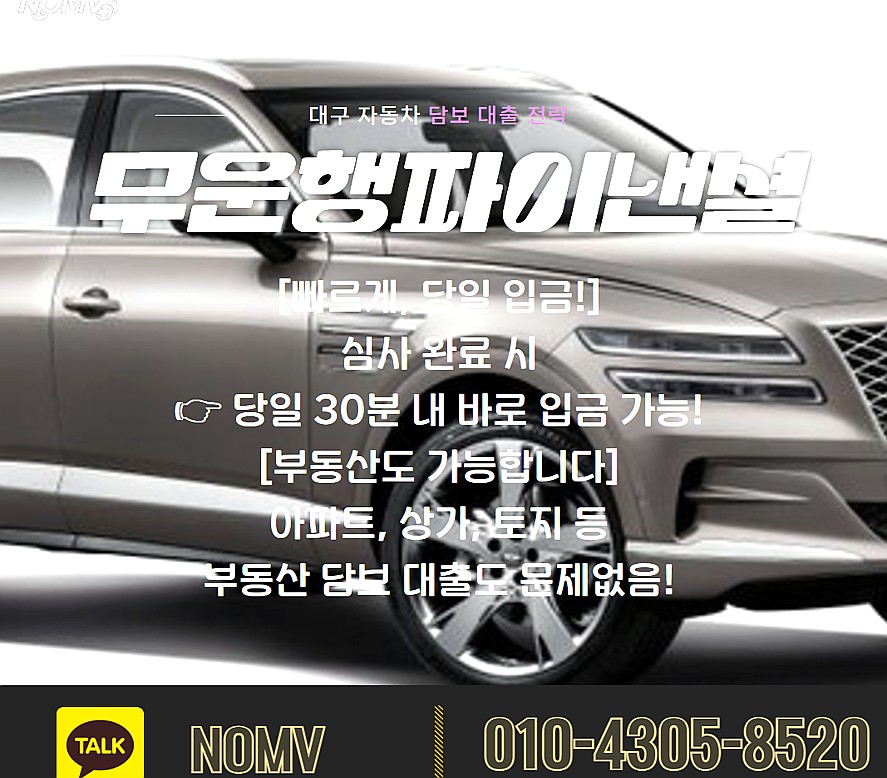 NOMV
대구 자동차 담보 대출 전략
무운행파이낸셜
[빠르게, 당일 입금!]
심사 완료 시
👉 당일 30분 내 바로 입금 가능!
[부동산도 가능합니다]
아파트, 상가, 토지 등
부동산 담보 대출도 문제없음!
TALK
NOMV
010-4305-8520